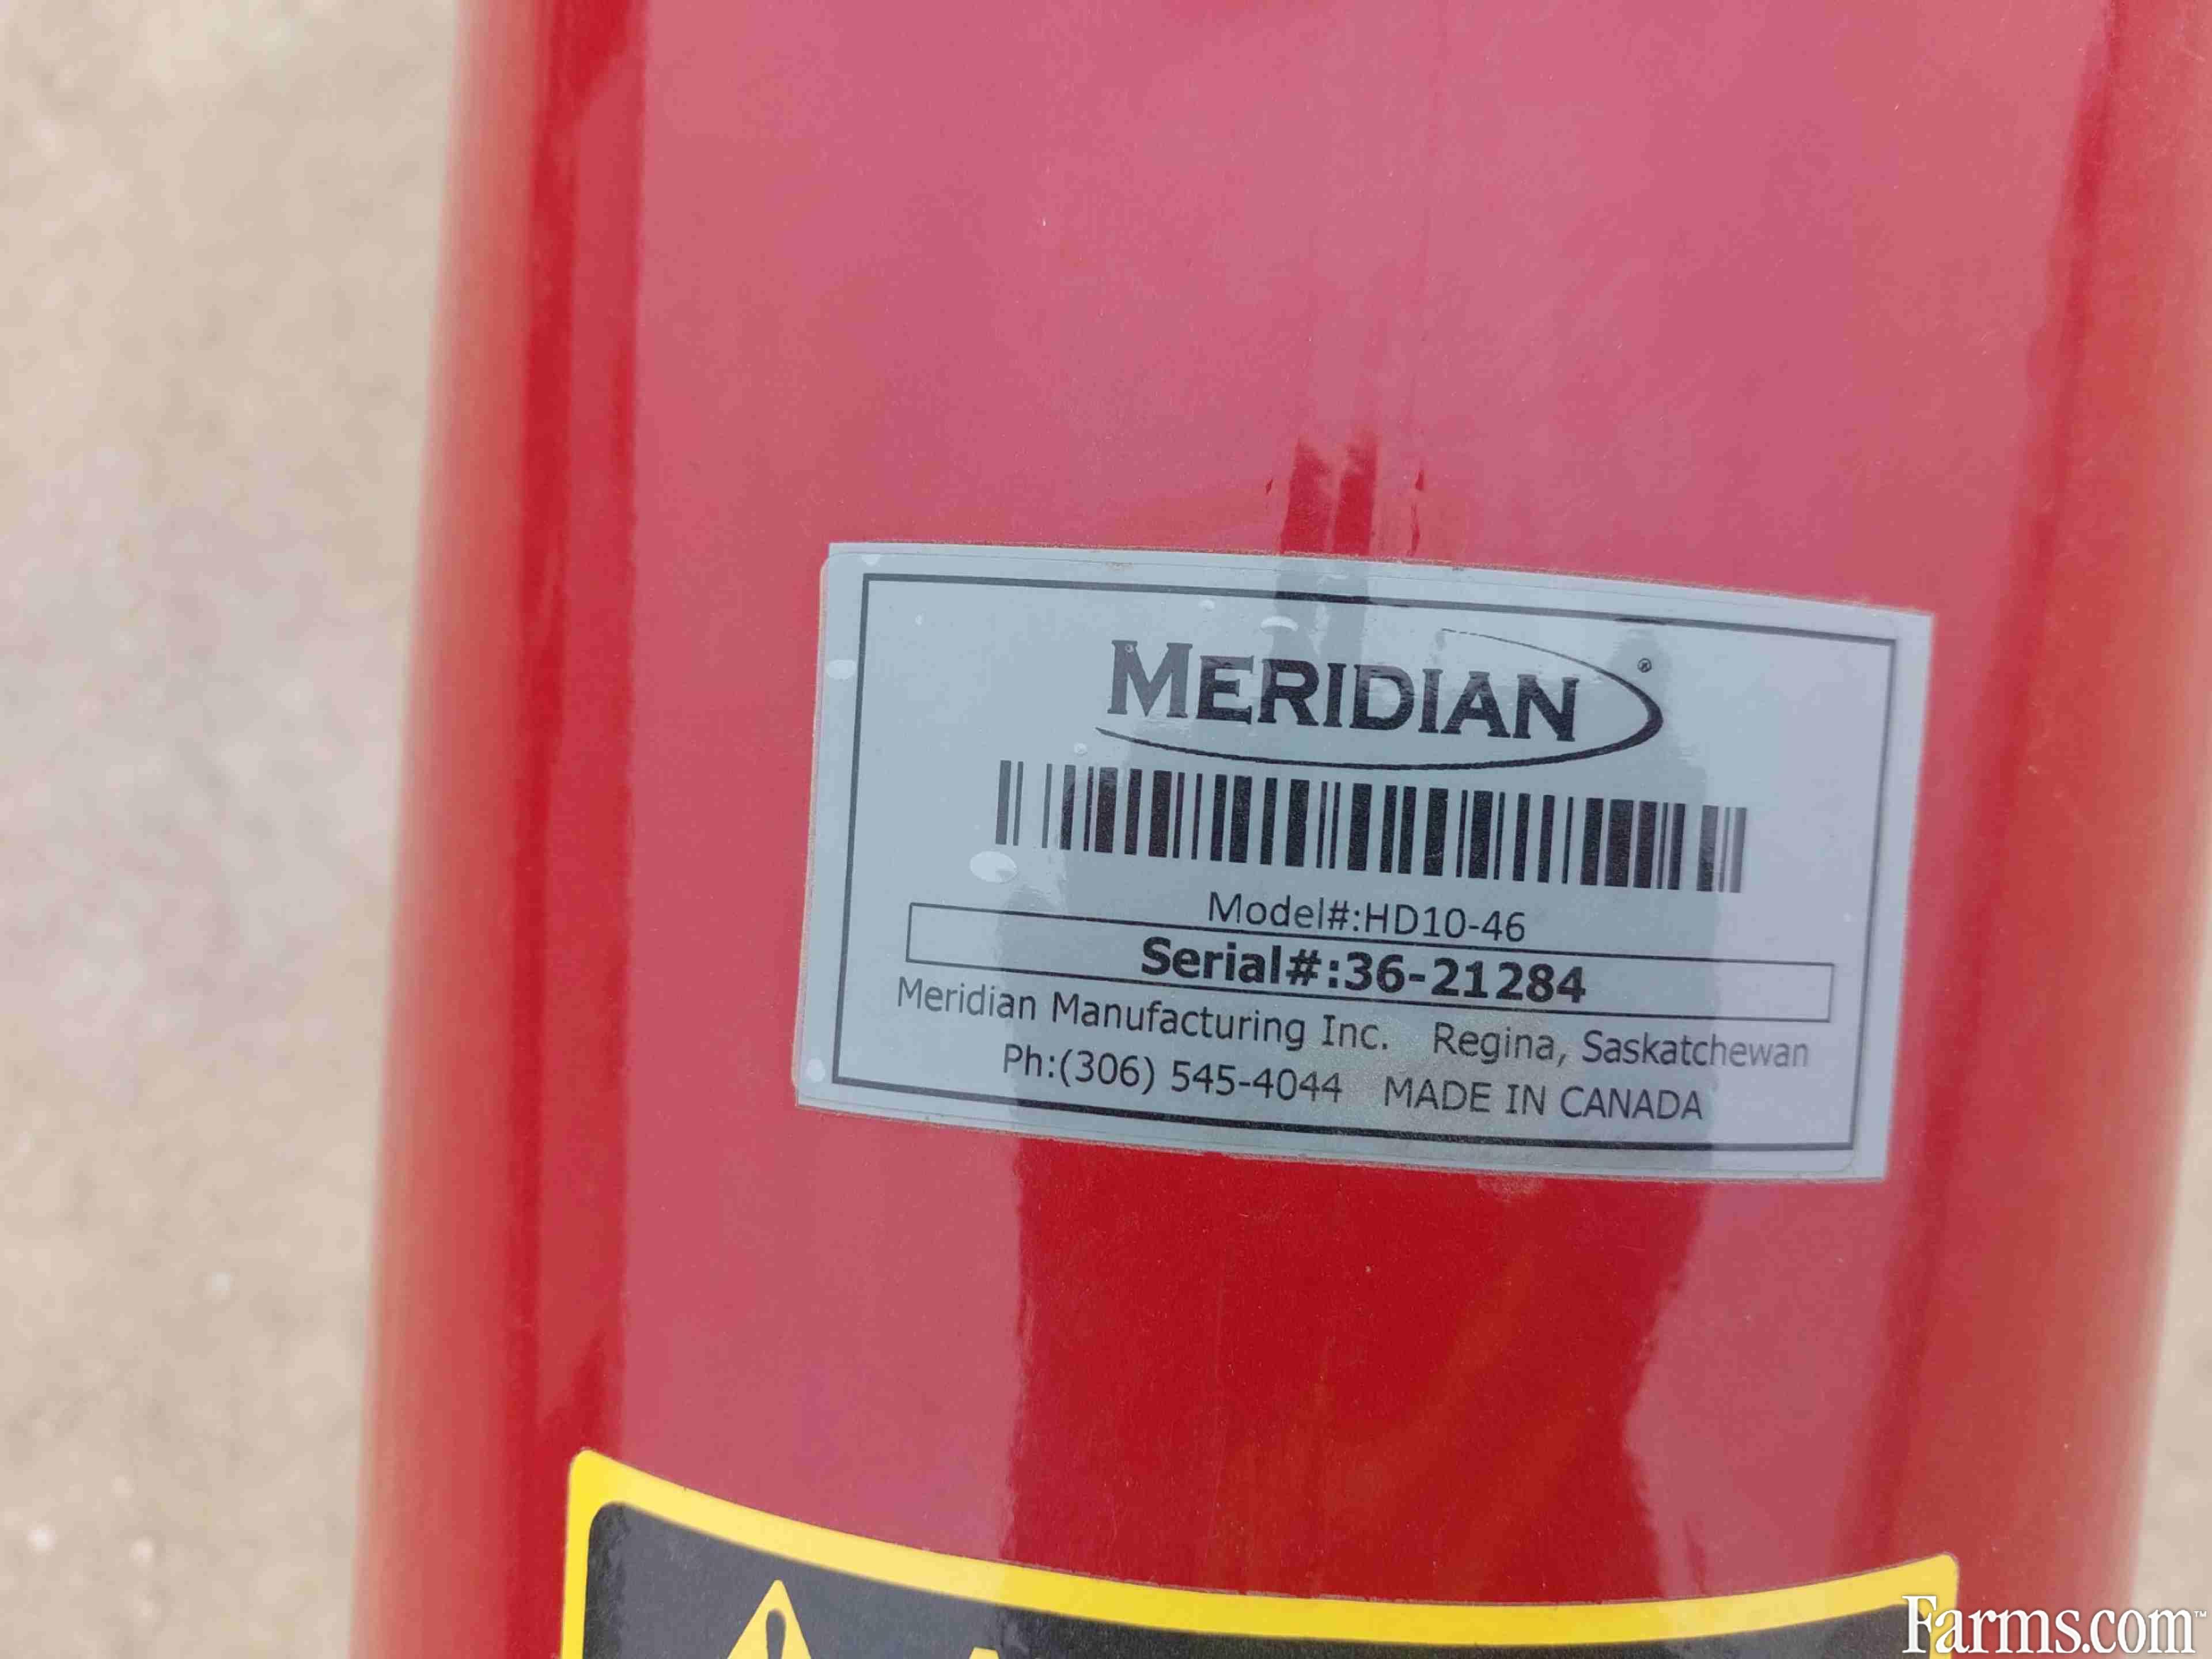 MERIDIAN®
Model#:HD10-46
Serial#:36-21284
Meridian Manufacturing Inc. Regina, Saskatchewan
Ph:(306) 545-4044 MADE IN CANADA
Farms.com™